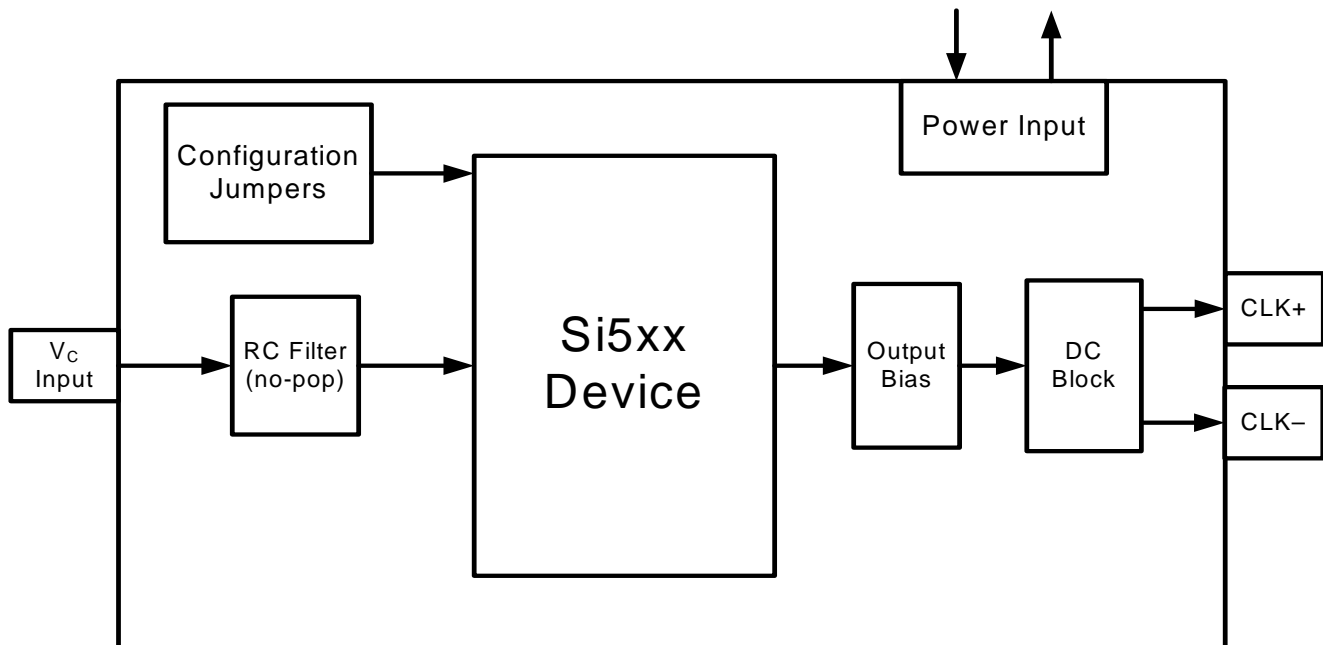 Power Input
Configuration
Jumpers
V_C
Input
RC Filter
(no-pop)
Si5xx
Device
Output
Bias
DC
Block
CLK+
CLK–